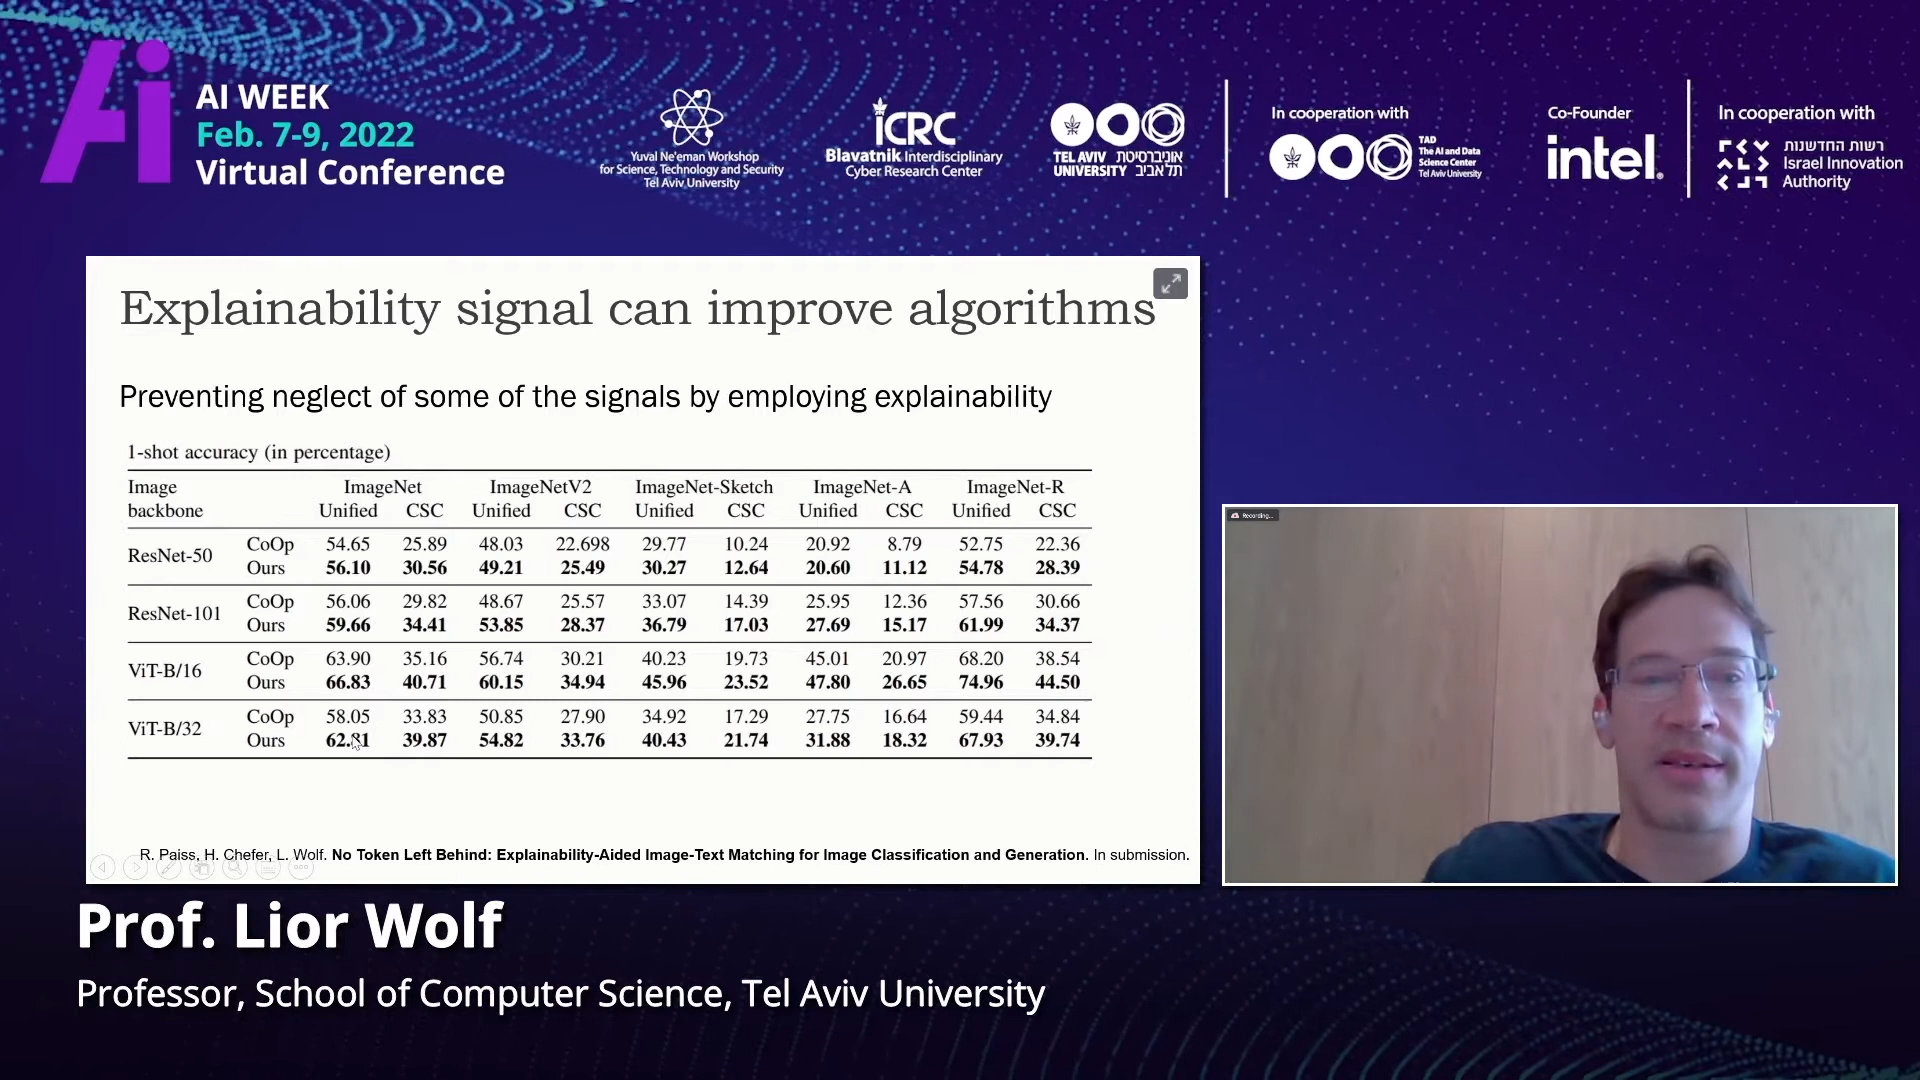 Ai
AI WEEK
Feb. 7-9, 2022
Virtual Conference
Yuval Ne'eman Workshop
for Science, Technology and Security
Tel Aviv University
iCRC
Blavatnik Interdisciplinary
Cyber Research Center
TEL AVIV אוניברסיטת
UNIVERSITY תל אביב
In cooperation with
TAD
The AI and Data
Science Center
Tel Aviv University
Co-Founder
intel.
In cooperation with
רשות החדשנות
Israel Innovation
Authority
Explainability signal can improve algorithms
Preventing neglect of some of the signals by employing explainability
1-shot accuracy (in percentage)
Image ImageNet ImageNetV2 ImageNet-Sketch ImageNet-A ImageNet-R
backbone Unified CSC Unified CSC Unified CSC Unified CSC Unified CSC
ResNet-50
CoOp 54.65 25.89 48.03 22.698 29.77 10.24 20.92 8.79 52.75 22.36
Ours 56.10 30.56 49.21 25.49 30.27 12.64 20.60 11.12 54.78 28.39
ResNet-101
CoOp 56.06 29.82 48.67 25.57 33.07 14.39 25.95 12.36 57.56 30.66
Ours 59.66 34.41 53.85 28.37 36.79 17.03 27.69 15.17 61.99 34.37
ViT-B/16
CoOp 63.90 35.16 56.74 30.21 40.23 19.73 45.01 20.97 68.20 38.54
Ours 66.83 40.71 60.15 34.94 45.96 23.52 47.80 26.65 74.96 44.50
ViT-B/32
CoOp 58.05 33.83 50.85 27.90 34.92 17.29 27.75 16.64 59.44 34.84
Ours 39.87 54.82 33.76 40.43 21.74 31.88 18.32 67.93 39.74
R. Paiss, H. Chefer, L. Wolf. No Token Left Behind: Explainability-Aided Image-Text Matching for Image Classification and Generation. In submission.
Recording...
Prof. Lior Wolf
Professor, School of Computer Science, Tel Aviv University